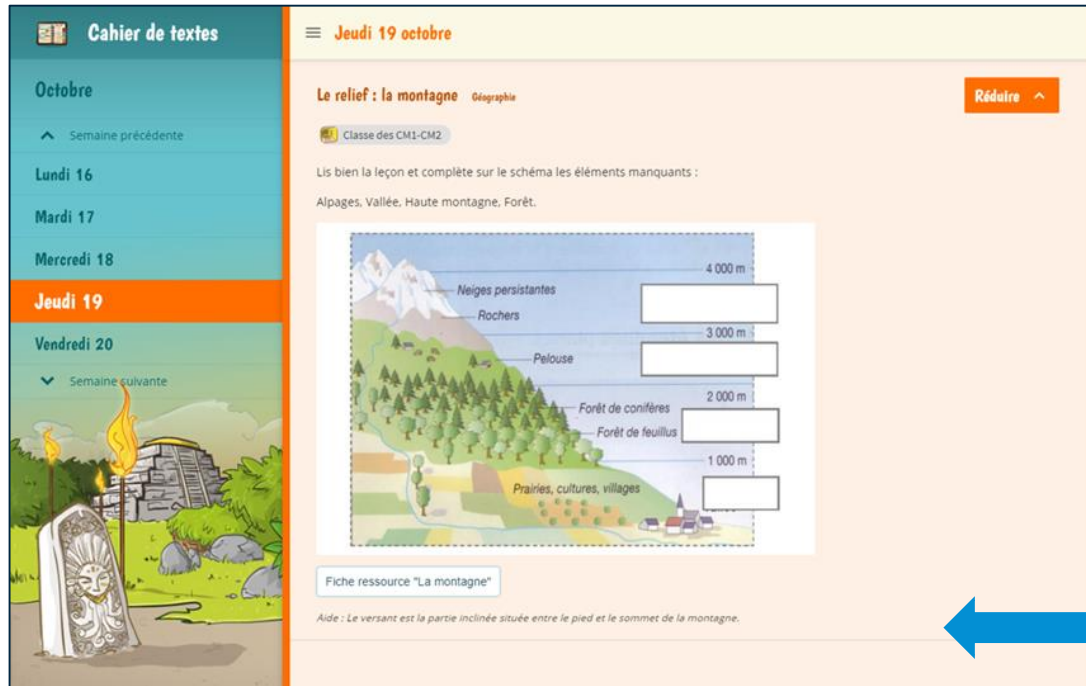 Cahier de textes
Octobre
Semaine précédente
Lundi 16
Mardi 17
Mercredi 18
Jeudi 19
Vendredi 20
Semaine suivante
Jeudi 19 octobre
Le relief : la montagne Géographie
Réduire
Classe des CM1-CM2
Lis bien la leçon et complète sur le schéma les éléments manquants :
Alpages, Vallée, Haute montagne, Forêt.
4 000 m
Neiges persistantes
Rochers
3 000 m
Pelouse
2 000 m
Forêt de conifères
Forêt de feuillus
1 000 m
Prairies, cultures, villages
Fiche ressource "La montagne"
Aide : Le versant est la partie inclinée située entre le pied et le sommet de la montagne.